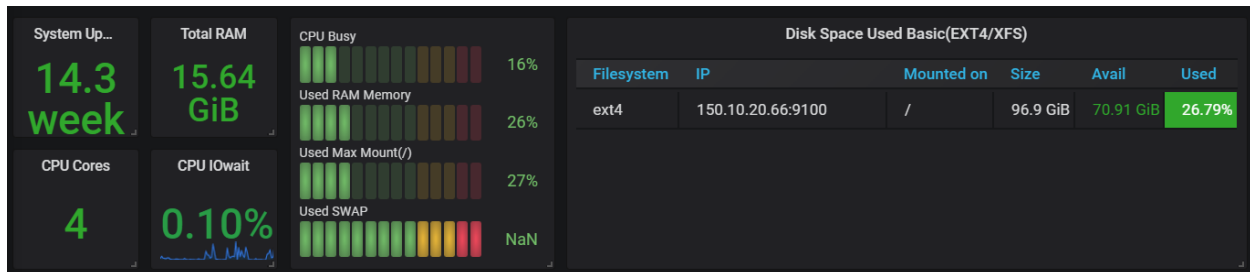 System Up...
14.3
week
Total RAM
15.64
GiB
CPU Cores
4
CPU IOwait
0.10%
CPU Busy
16%
Used RAM Memory
26%
Used Max Mount(/)
27%
Used SWAP
NaN
Disk Space Used Basic(EXT4/XFS)
Filesystem IP Mounted on Size Avail Used
ext4 150.10.20.66:9100 / 96.9 GiB 70.91 GiB 26.79%